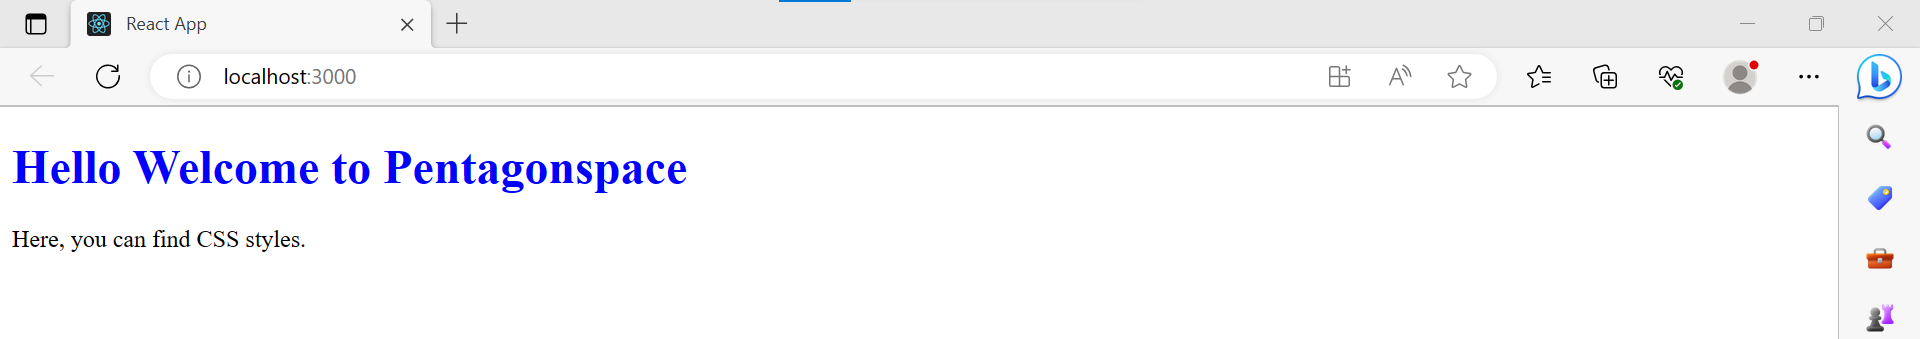 React App
localhost:3000
Hello Welcome to Pentagonspace
Here, you can find CSS styles.